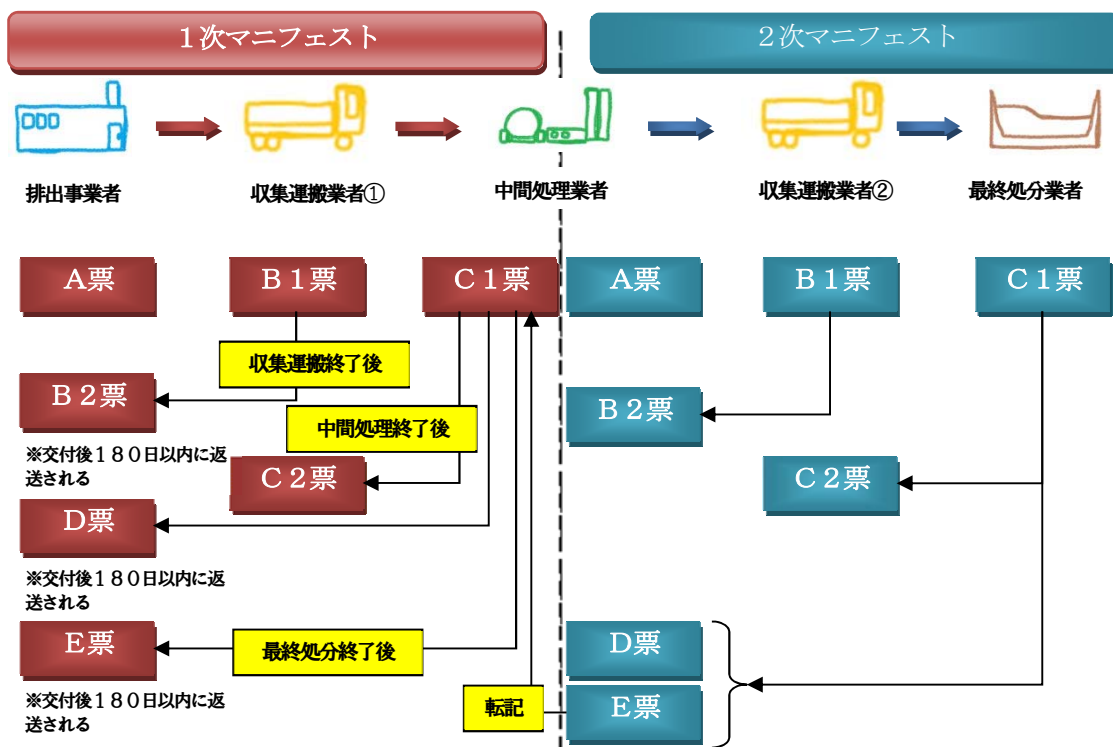 １次マニフェスト
２次マニフェスト
排出事業者
収集運搬業者①
中間処理業者
収集運搬業者②
最終処分業者
Ａ票
Ｂ１票
Ｃ１票
Ａ票
Ｂ１票
Ｃ１票
収集運搬終了後
Ｂ２票
Ｂ２票
中間処理終了後
※交付後１８０日以内に返
送される
Ｃ２票
Ｃ２票
Ｄ票
※交付後１８０日以内に返
送される
Ｅ票
最終処分終了後
Ｄ票
※交付後１８０日以内に返
送される
転記
Ｅ票